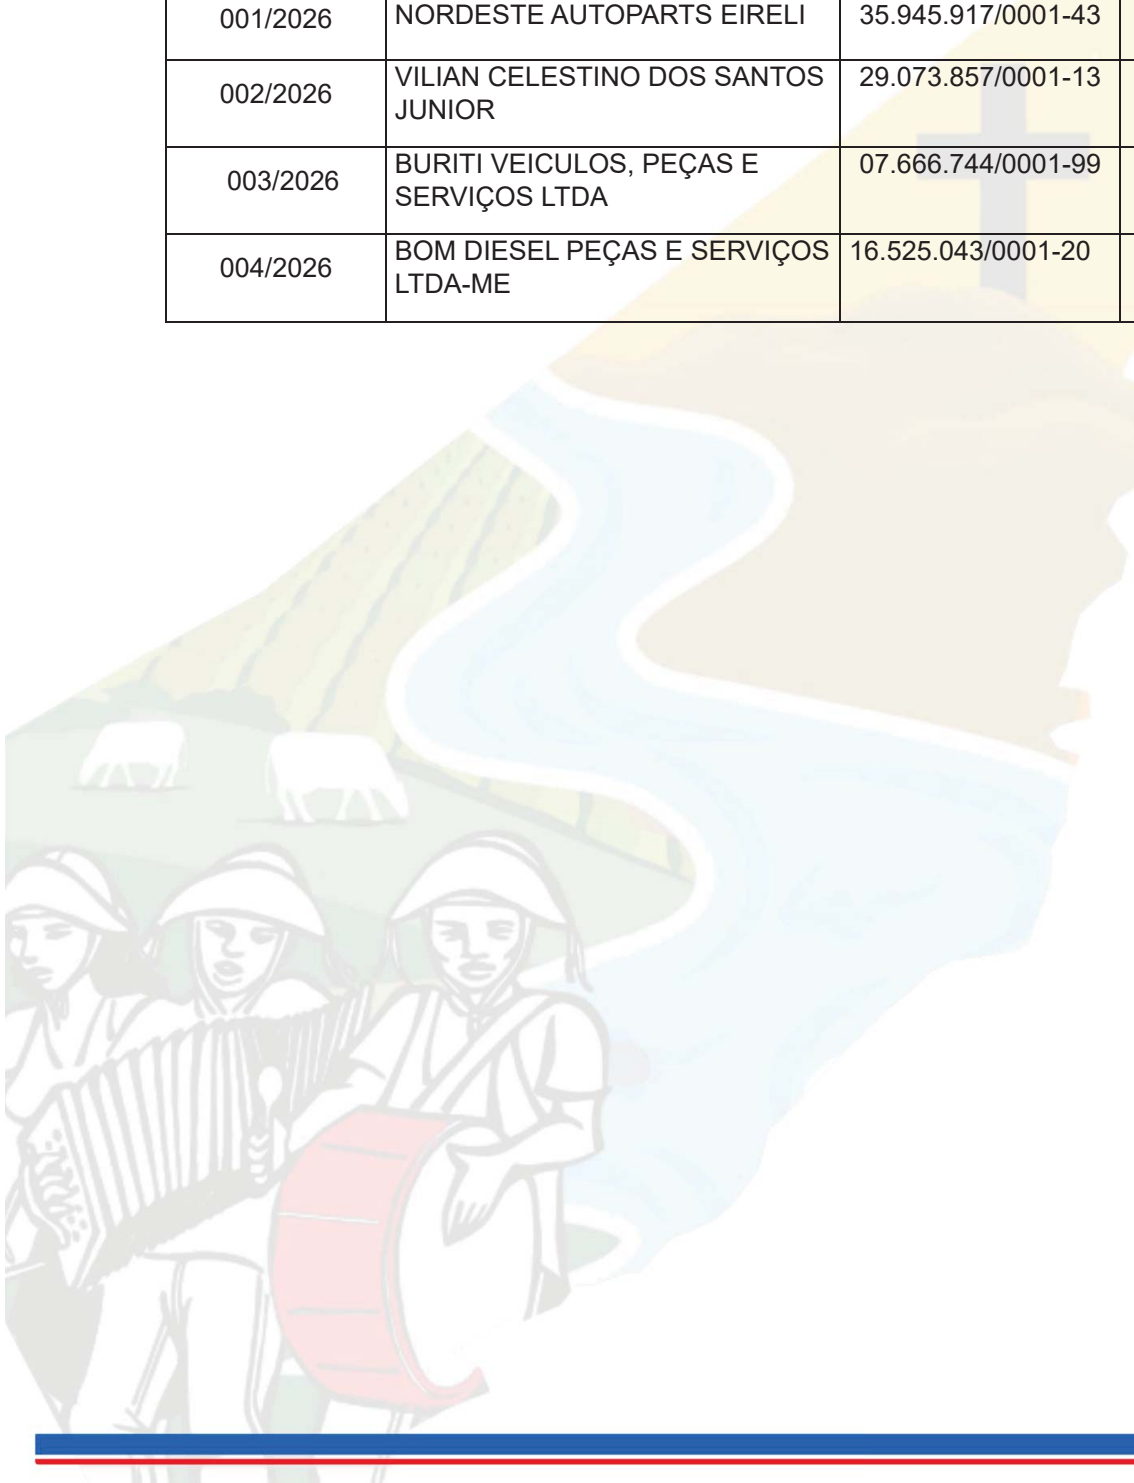 001/2026 NORDESTE AUTOPARTS EIRELI 35.945.917/0001-43
002/2026 VILIAN CELESTINO DOS SANTOS 29.073.857/0001-13
JUNIOR
003/2026 BURITI VEICULOS, PEÇAS E 07.666.744/0001-99
SERVIÇOS LTDA
004/2026 BOM DIESEL PEÇAS E SERVIÇOS 16.525.043/0001-20
LTDA-ME